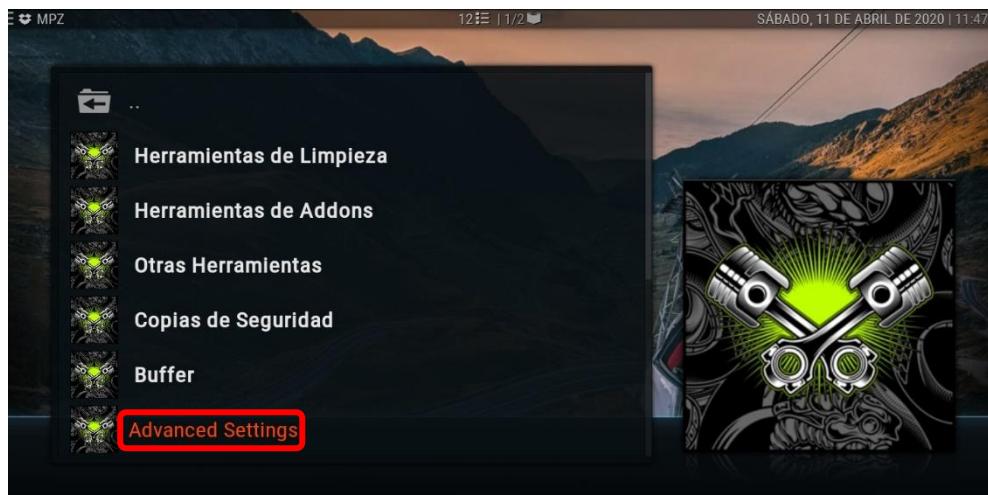 MPZ
12 | 1/2
SÁBADO, 11 DE ABRIL DE 2020 | 11:47
..
Herramientas de Limpieza
Herramientas de Addons
Otras Herramientas
Copias de Seguridad
Buffer
Advanced Settings